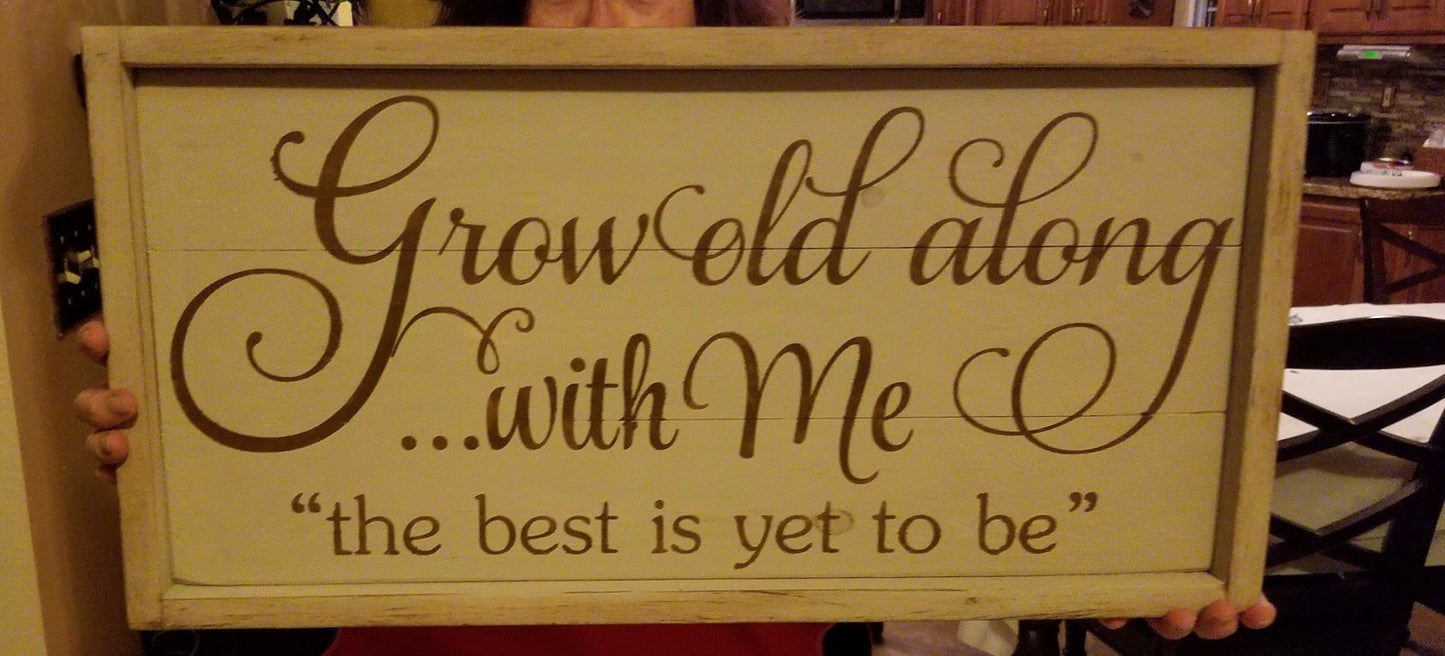 Grow old along
...with Me
“the best is yet to be”